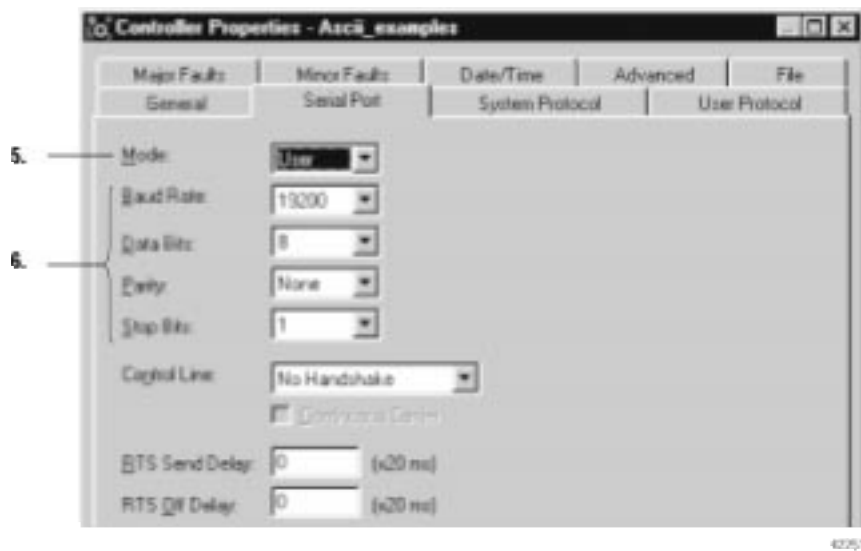 Controller Properties - Ascii_examples
Major Faults Minor Faults Date/Time Advanced File
General Serial Port System Protocol User Protocol
5. Mode: User
Baud Rate: 19200
6. Data Bits: 8
Parity: None
Stop Bits: 1
Control Line: No Handshake
Continuous Carrier
RTS Send Delay: 0 (x20 ms)
RTS Off Delay: 0 (x20 ms)